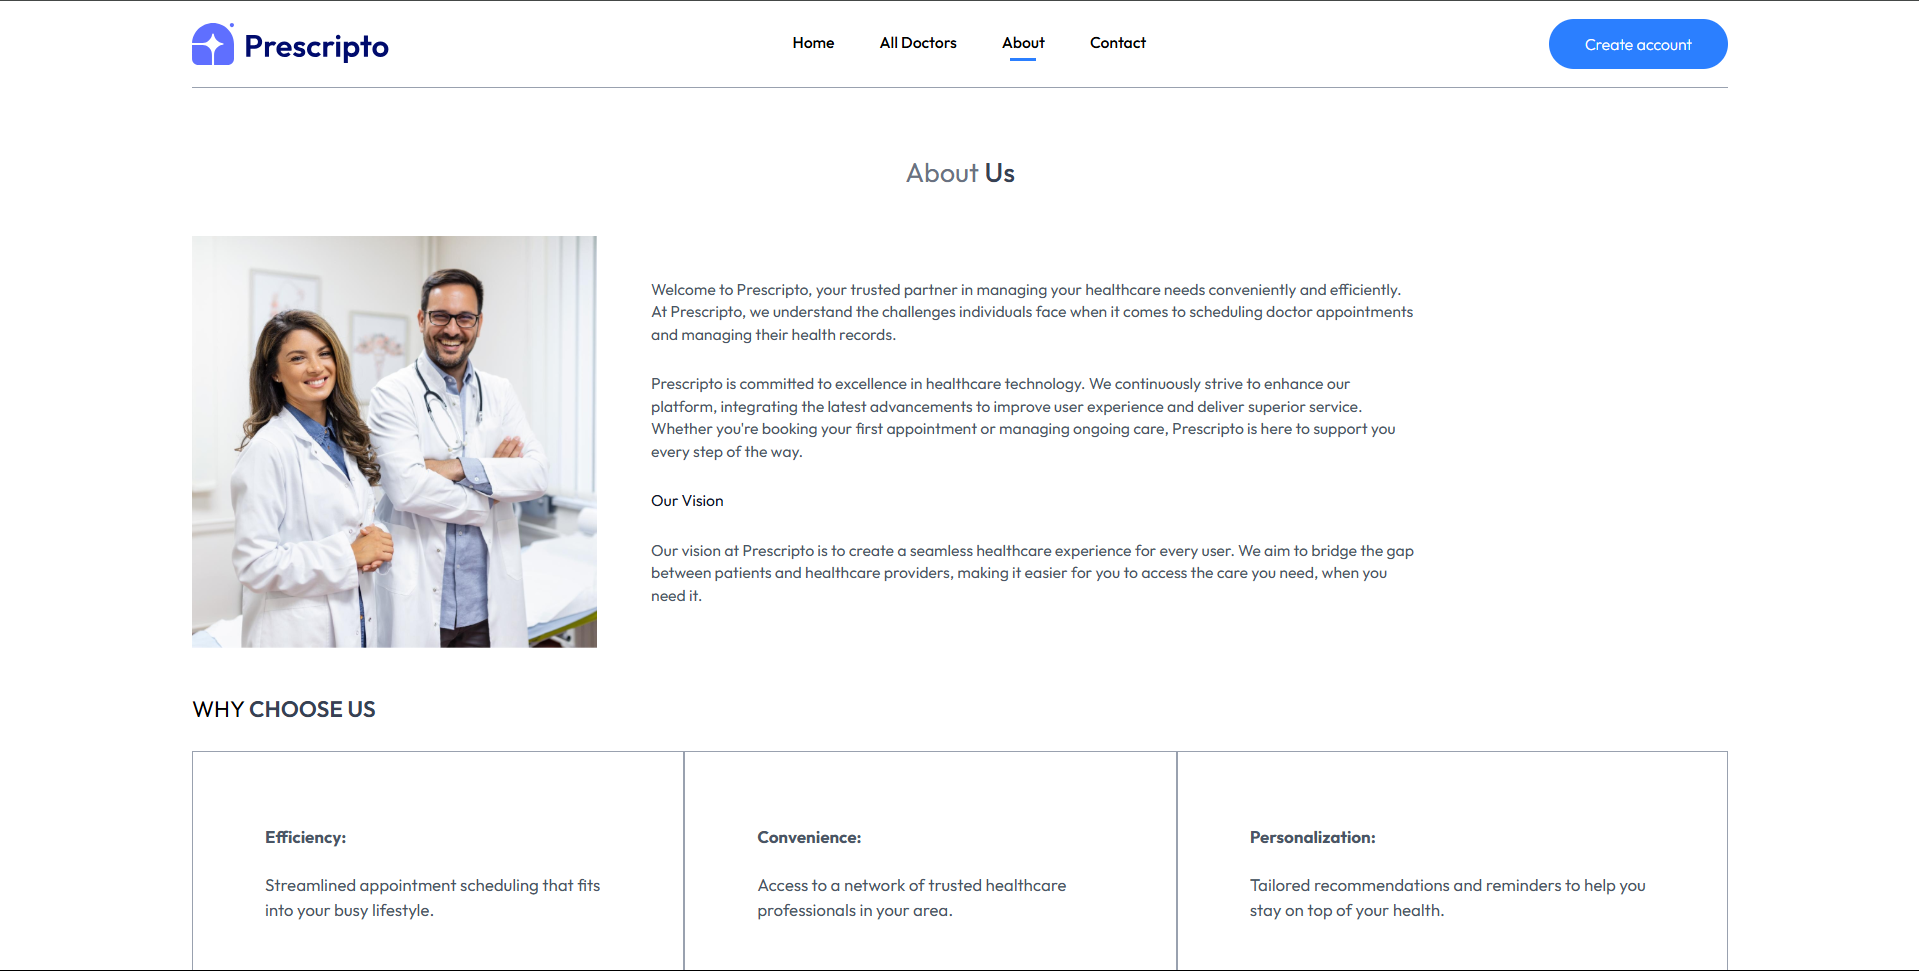 Prescripto
Home
All Doctors
About
Contact
Create account
About Us
Welcome to Prescripto, your trusted partner in managing your healthcare needs conveniently and efficiently.
At Prescripto, we understand the challenges individuals face when it comes to scheduling doctor appointments
and managing their health records.
Prescripto is committed to excellence in healthcare technology. We continuously strive to enhance our
platform, integrating the latest advancements to improve user experience and deliver superior service.
Whether you're booking your first appointment or managing ongoing care, Prescripto is here to support you
every step of the way.
Our Vision
Our vision at Prescripto is to create a seamless healthcare experience for every user. We aim to bridge the gap
between patients and healthcare providers, making it easier for you to access the care you need, when you
need it.
WHY CHOOSE US
Efficiency:
Streamlined appointment scheduling that fits
into your busy lifestyle.
Convenience:
Access to a network of trusted healthcare
professionals in your area.
Personalization:
Tailored recommendations and reminders to help you
stay on top of your health.